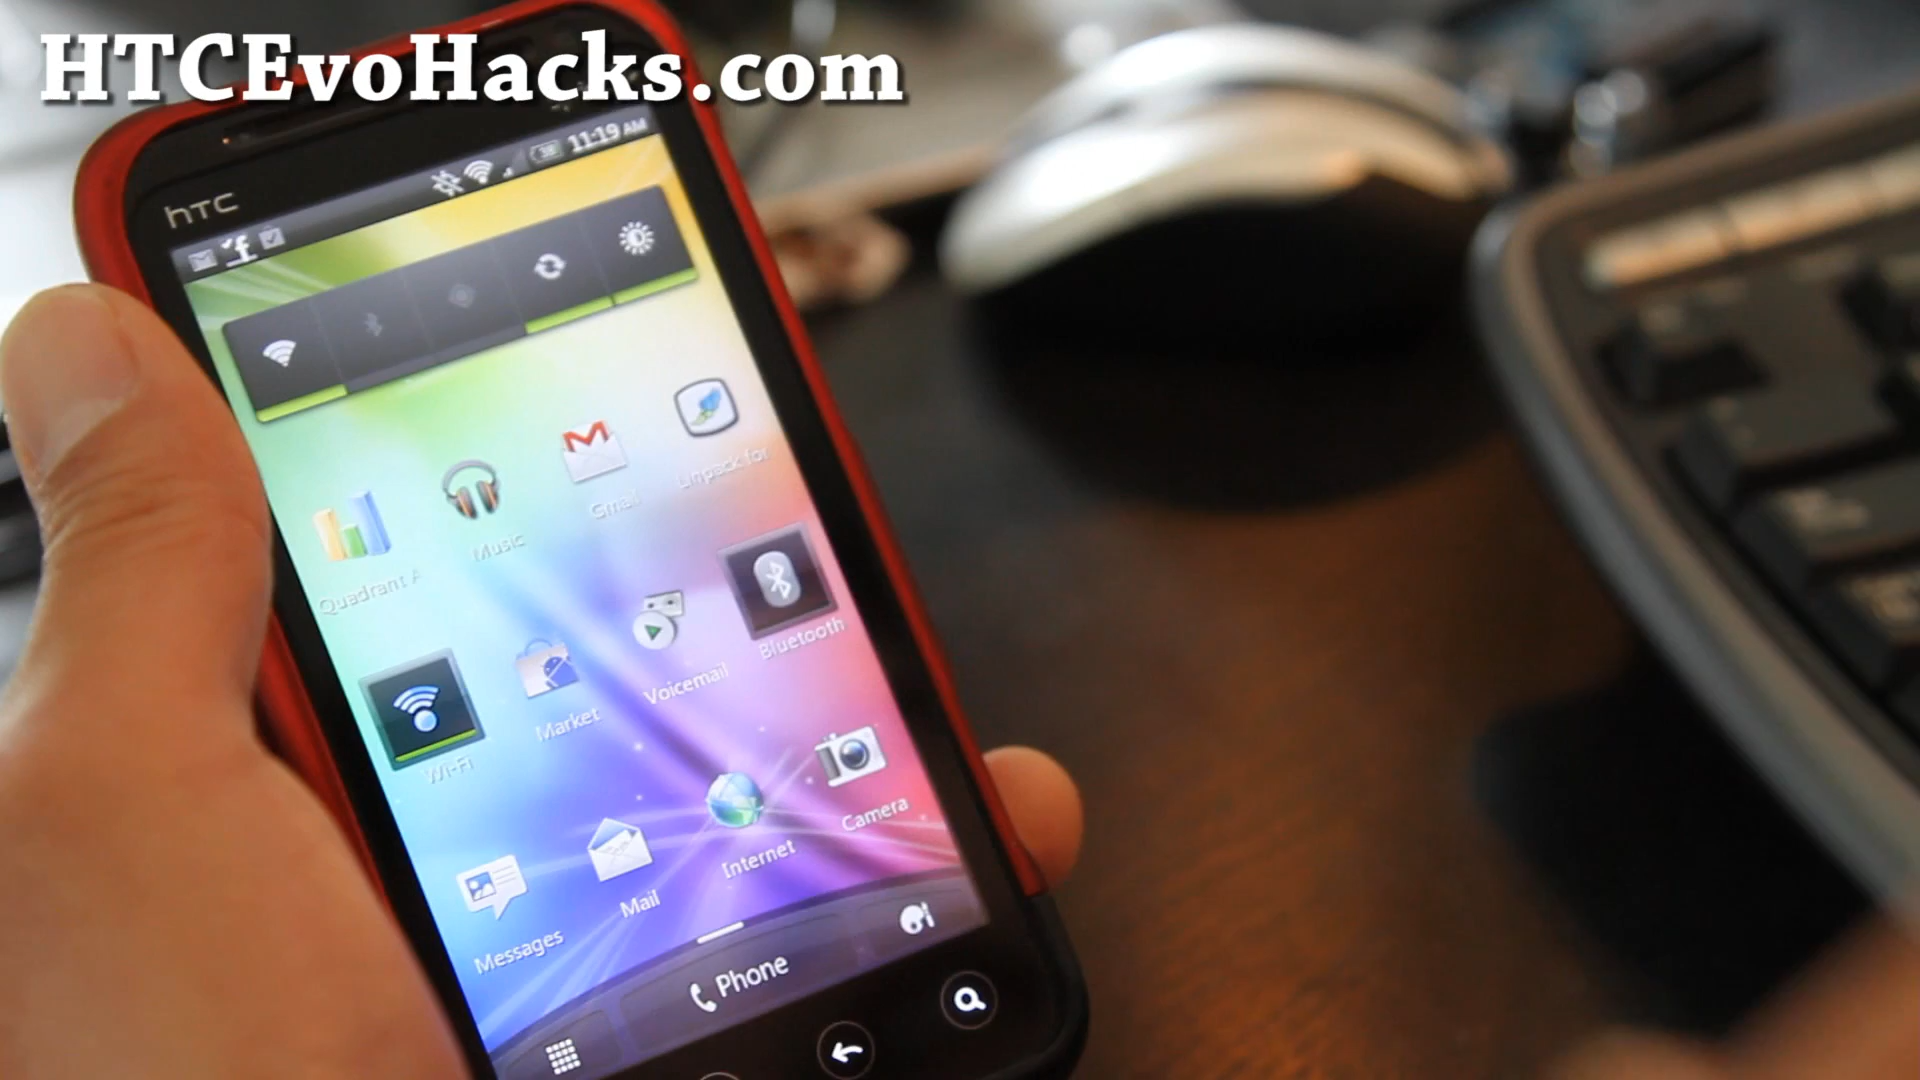 HTCEvoHacks.com
11:19 AM
hTC
Linpack for
Gmail
Music
Quadrant A
Bluetooth
Voicemail
Market
Wi-Fi
Camera
Internet
Mail
Messages
Phone